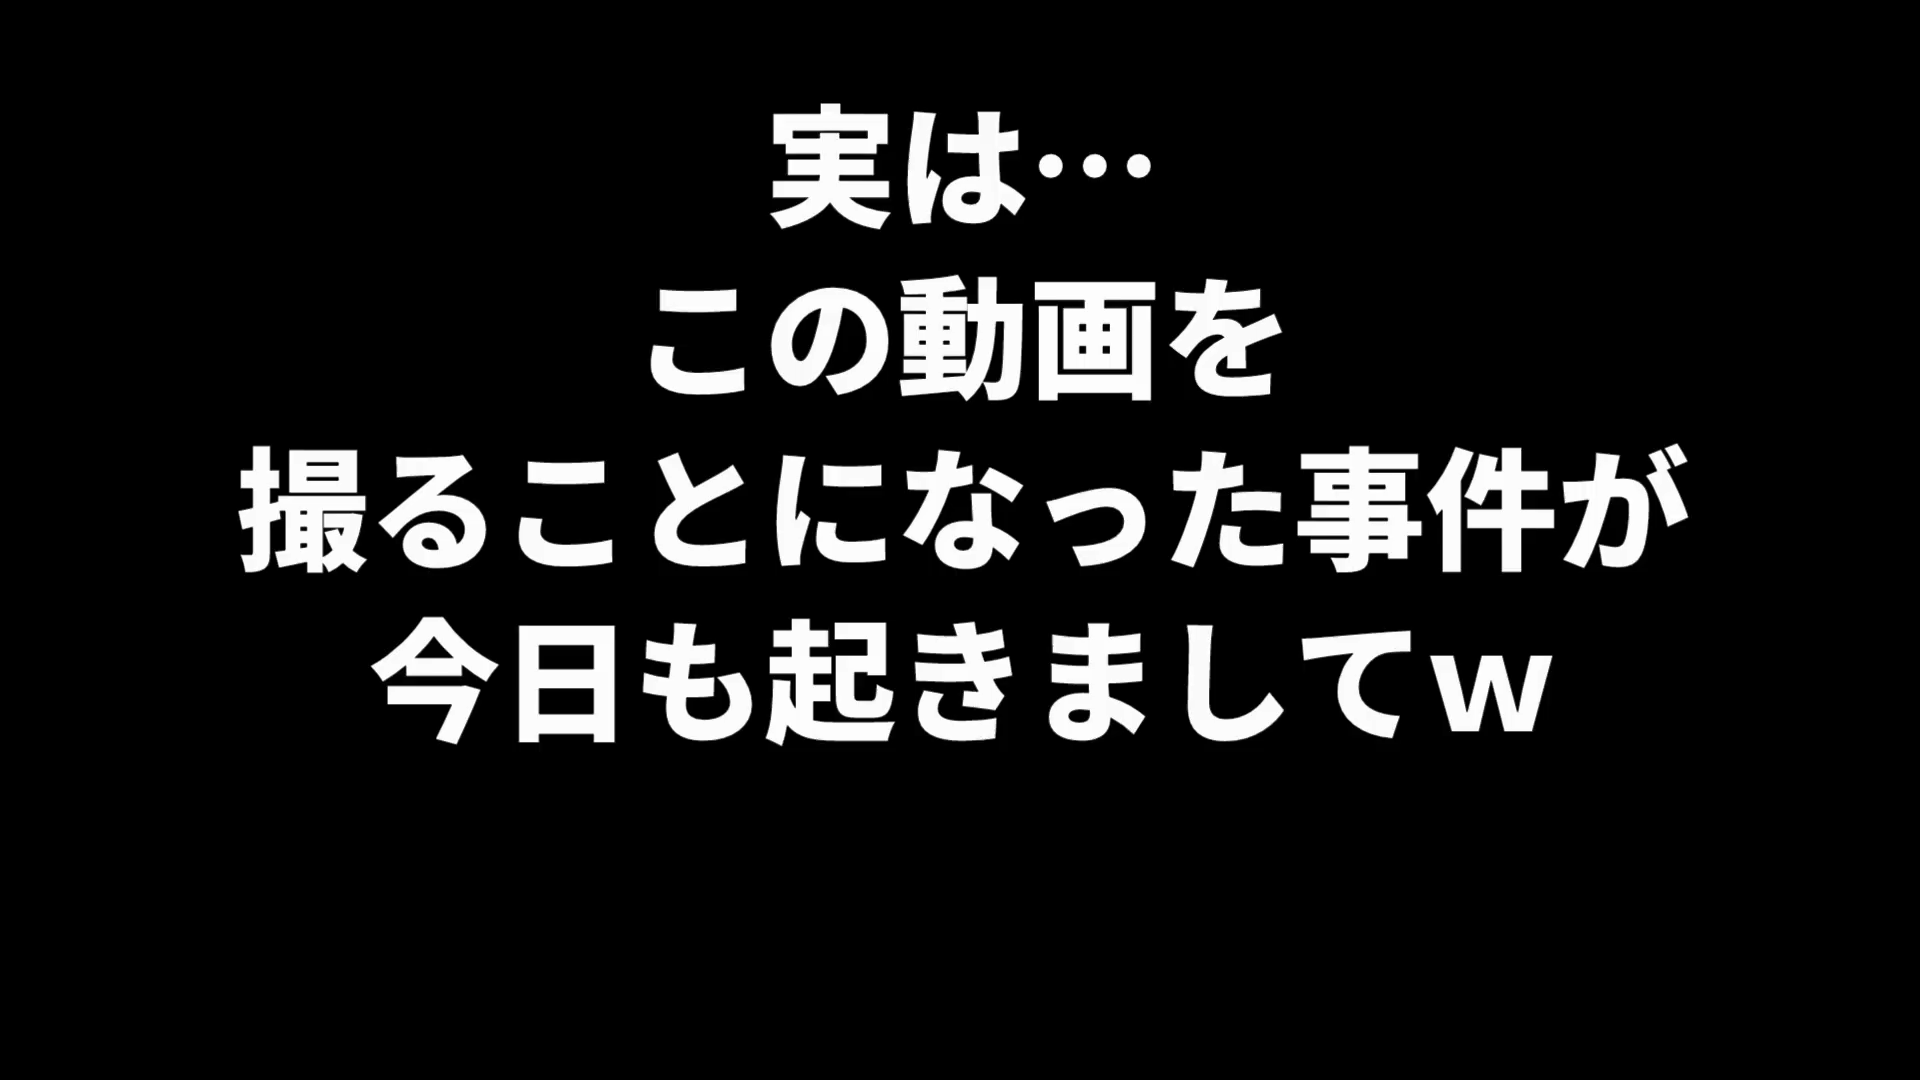 実は…
この動画を
撮ることになった事件が
今日も起きましてw